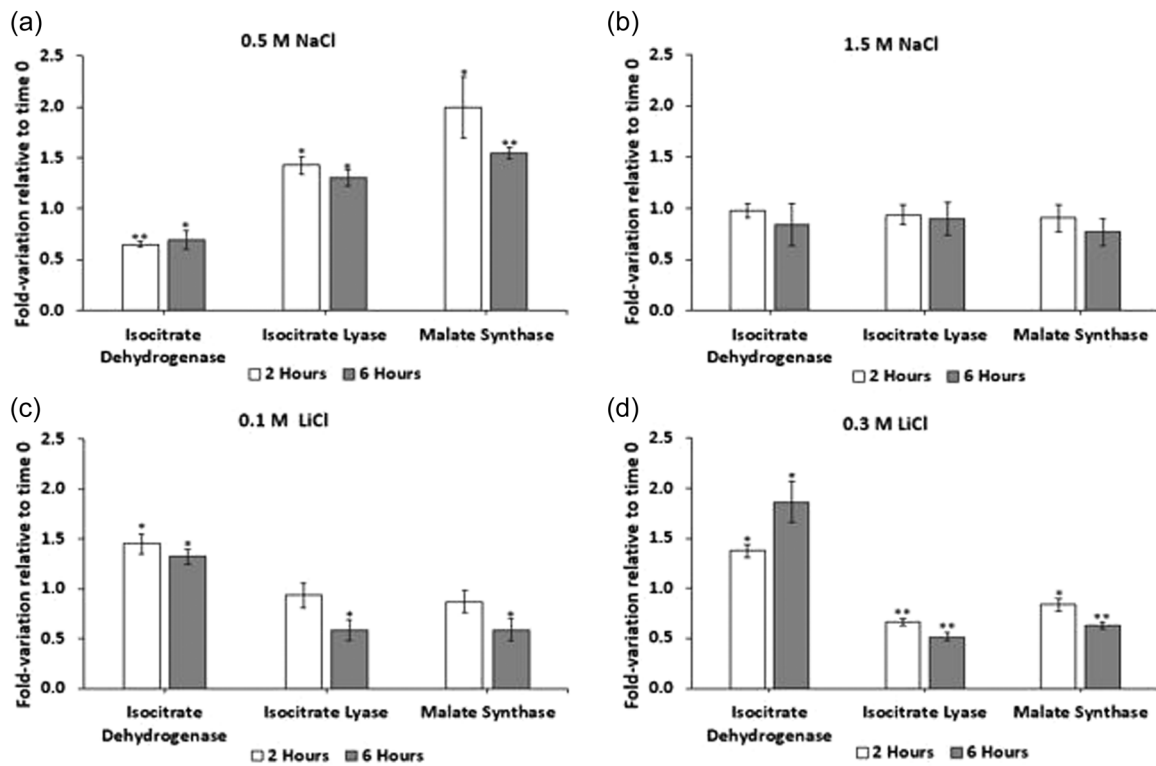 (a)
0.5 M NaCl
Fold-variation relative to time 0
2.5
2.0
1.5
1.0
0.5
0.0
*
**
*
*
**
*
Isocitrate Dehydrogenase
Isocitrate Lyase
Malate Synthase
2 Hours
6 Hours
(b)
1.5 M NaCl
Fold-variation relative to time 0
2.5
2.0
1.5
1.0
0.5
0.0
Isocitrate Dehydrogenase
Isocitrate Lyase
Malate Synthase
2 Hours
6 Hours
(c)
0.1 M LiCl
Fold-variation relative to time 0
2.5
2.0
1.5
1.0
0.5
0.0
*
*
*
*
Isocitrate Dehydrogenase
Isocitrate Lyase
Malate Synthase
2 Hours
6 Hours
(d)
0.3 M LiCl
Fold-variation relative to time 0
2.5
2.0
1.5
1.0
0.5
0.0
*
*
**
**
*
**
Isocitrate Dehydrogenase
Isocitrate Lyase
Malate Synthase
2 Hours
6 Hours